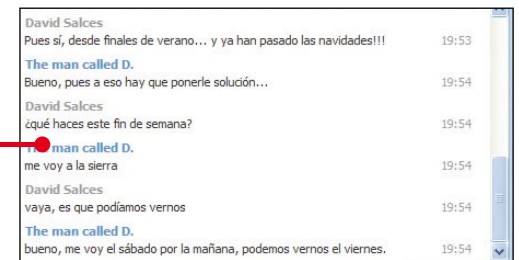 David Salces
Pues sí, desde finales de verano... y ya han pasado las navidades!!! 19:53
The man called D.
Bueno, pues a eso hay que ponerle solución... 19:54
David Salces
¿qué haces este fin de semana? 19:54
The man called D.
me voy a la sierra 19:54
David Salces
vaya, es que podíamos vernos 19:54
The man called D.
bueno, me voy el sábado por la mañana, podemos vernos el viernes. 19:54